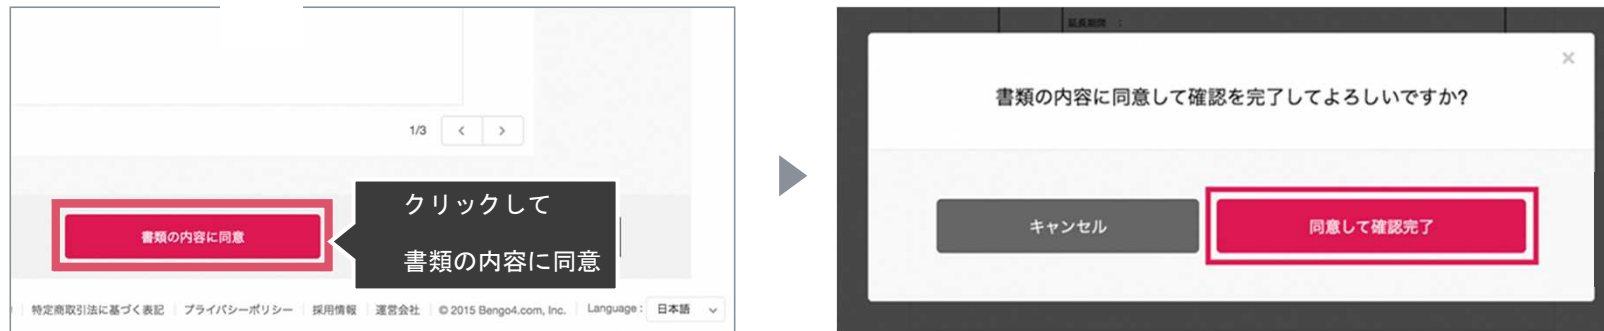 1/3
書類の内容に同意
クリックして
書類の内容に同意
特定商取引法に基づく表記 プライバシーポリシー 採用情報 運営会社 © 2015 Bengo4.com, Inc. Language : 日本語
延長期間 :
書類の内容に同意して確認を完了してよろしいですか?
キャンセル
同意して確認完了